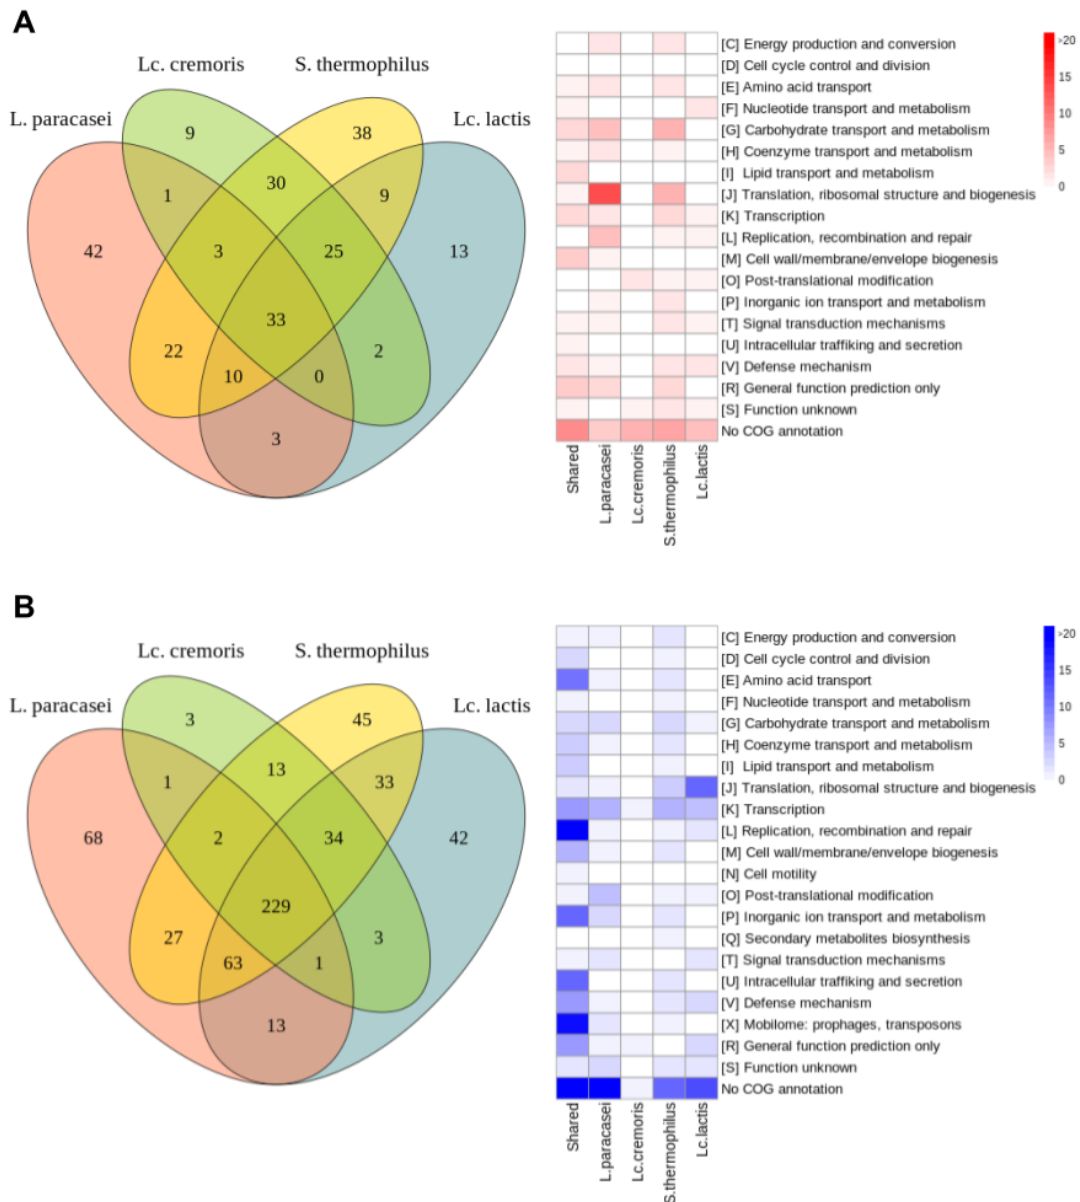 A
Lc. cremoris S. thermophilus
L. paracasei Lc. lactis
9 38
1 30 9
42 3 25 13
33
22 10 0 2
3
[C] Energy production and conversion
[D] Cell cycle control and division
[E] Amino acid transport
[F] Nucleotide transport and metabolism
[G] Carbohydrate transport and metabolism
[H] Coenzyme transport and metabolism
[I] Lipid transport and metabolism
[J] Translation, ribosomal structure and biogenesis
[K] Transcription
[L] Replication, recombination and repair
[M] Cell wall/membrane/envelope biogenesis
[O] Post-translational modification
[P] Inorganic ion transport and metabolism
[T] Signal transduction mechanisms
[U] Intracellular traffiking and secretion
[V] Defense mechanism
[R] General function prediction only
[S] Function unknown
No COG annotation
Shared
L.paracasei
Lc.cremoris
S.thermophilus
Lc.lactis
>20
15
10
5
0
B
Lc. cremoris S. thermophilus
L. paracasei Lc. lactis
3 45
1 13 33
68 2 34 42
229
27 63 1 3
13
[C] Energy production and conversion
[D] Cell cycle control and division
[E] Amino acid transport
[F] Nucleotide transport and metabolism
[G] Carbohydrate transport and metabolism
[H] Coenzyme transport and metabolism
[I] Lipid transport and metabolism
[J] Translation, ribosomal structure and biogenesis
[K] Transcription
[L] Replication, recombination and repair
[M] Cell wall/membrane/envelope biogenesis
[N] Cell motility
[O] Post-translational modification
[P] Inorganic ion transport and metabolism
[Q] Secondary metabolites biosynthesis
[T] Signal transduction mechanisms
[U] Intracellular traffiking and secretion
[V] Defense mechanism
[X] Mobilome: prophages, transposons
[R] General function prediction only
[S] Function unknown
No COG annotation
Shared
L.paracasei
Lc.cremoris
S.thermophilus
Lc.lactis
>20
15
10
5
0